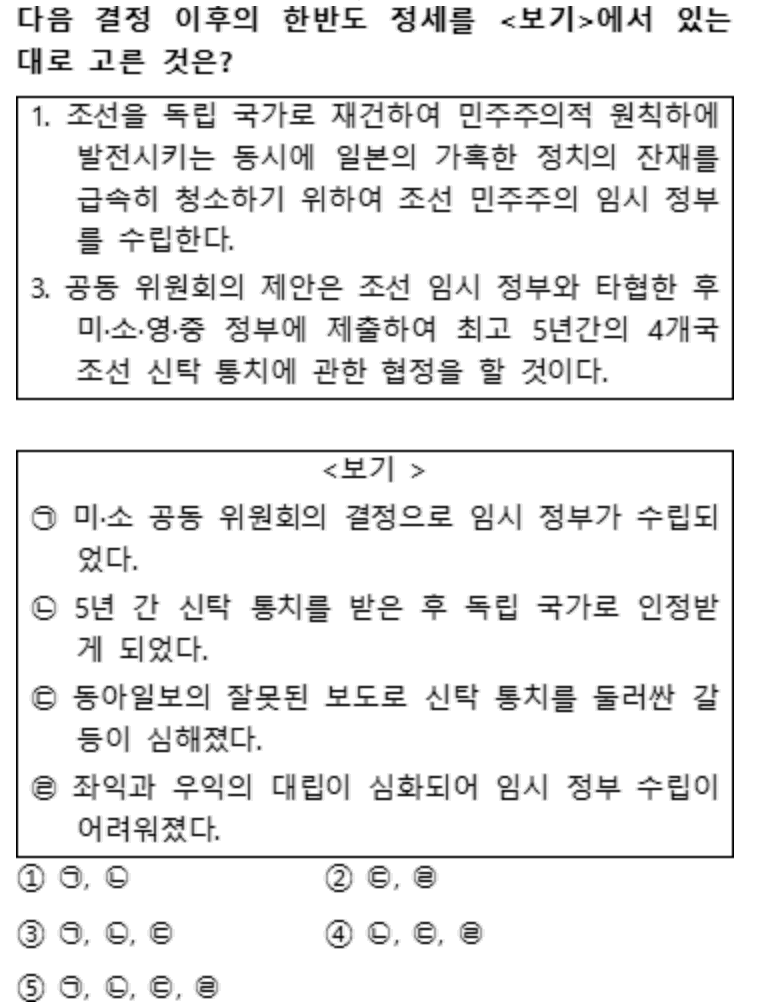 다음 결정 이후의 한반도 정세를 <보기>에서 있는
대로 고른 것은?
1. 조선을 독립 국가로 재건하여 민주주의적 원칙하에
발전시키는 동시에 일본의 가혹한 정치의 잔재를
급속히 청소하기 위하여 조선 민주주의 임시 정부
를 수립한다.
3. 공동 위원회의 제안은 조선 임시 정부와 타협한 후
미·소·영·중 정부에 제출하여 최고 5년간의 4개국
조선 신탁 통치에 관한 협정을 할 것이다.
<보기 >
㉠ 미·소 공동 위원회의 결정으로 임시 정부가 수립되
었다.
㉡ 5년 간 신탁 통치를 받은 후 독립 국가로 인정받
게 되었다.
㉢ 동아일보의 잘못된 보도로 신탁 통치를 둘러싼 갈
등이 심해졌다.
㉣ 좌익과 우익의 대립이 심화되어 임시 정부 수립이
어려워졌다.
① ㉠, ㉡ ② ㉢, ㉣
③ ㉠, ㉡, ㉢ ④ ㉡, ㉢, ㉣
⑤ ㉠, ㉡, ㉢, ㉣